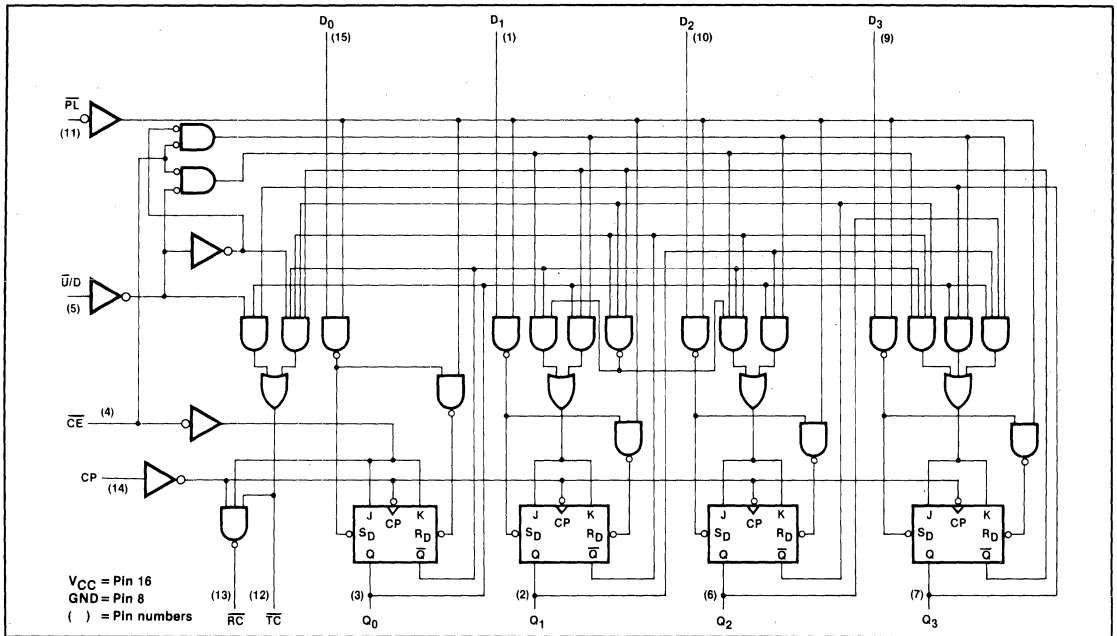 D0 D1 D2 D3
(15) (1) (10) (9)
PL
(11)
U/D
(5)
CE (4)
CP (14)
J K J K J K J K
CP CP CP CP
SD RD SD RD SD RD SD RD
Q Q Q Q Q Q Q Q
VCC = Pin 16
GND = Pin 8
( ) = Pin numbers
(13) (12) (3) (2) (6) (7)
RC TC Q0 Q1 Q2 Q3